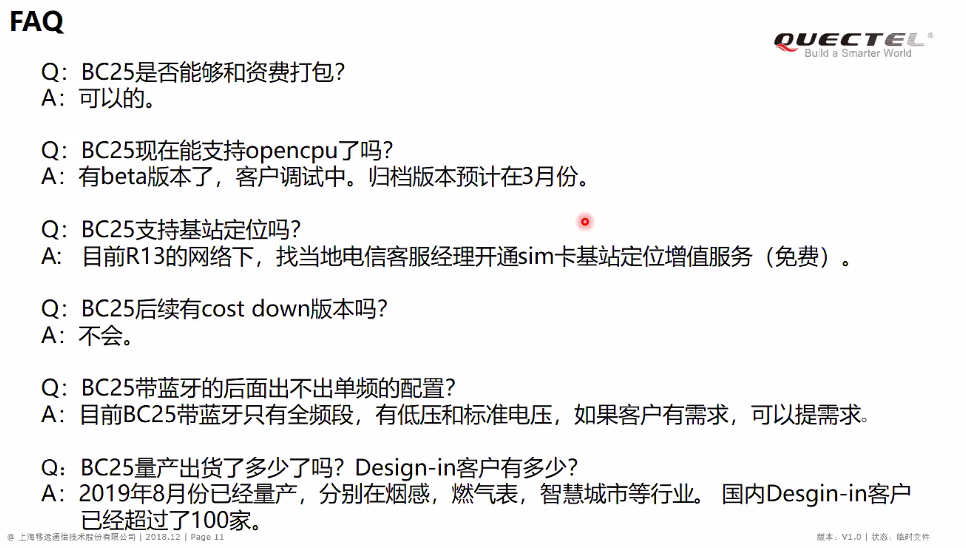 FAQ
QUECTEL®
Build a Smarter World
Q：BC25是否能够和资费打包？
A：可以的。
Q：BC25现在能支持opencpu了吗？
A：有beta版本了，客户调试中。归档版本预计在3月份。
Q：BC25支持基站定位吗？
A: 目前R13的网络下，找当地电信客服经理开通sim卡基站定位增值服务（免费）。
Q：BC25后续有cost down版本吗？
A：不会。
Q：BC25带蓝牙的后面出不出单频的配置？
A：目前BC25带蓝牙只有全频段，有低压和标准电压，如果客户有需求，可以提需求。
Q：BC25量产出货了多少了吗？Design-in客户有多少？
A：2019年8月份已经量产，分别在烟感，燃气表，智慧城市等行业。 国内Desgin-in客户
已经超过了100家。
@ 上海移远通信技术股份有限公司 | 2018.12 | Page 11
版本：V1.0 | 状态：临时文件